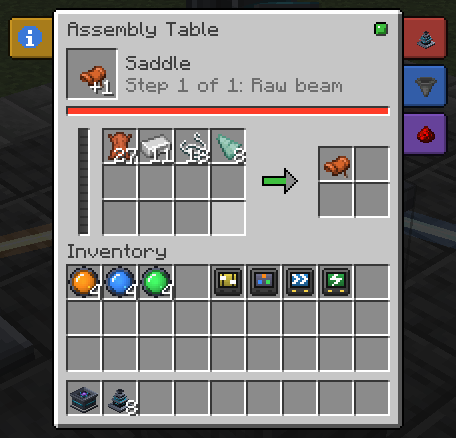 Assembly Table
Saddle
+1
Step 1 of 1: Raw beam
27 11 18 8
Inventory
2 2 2
8